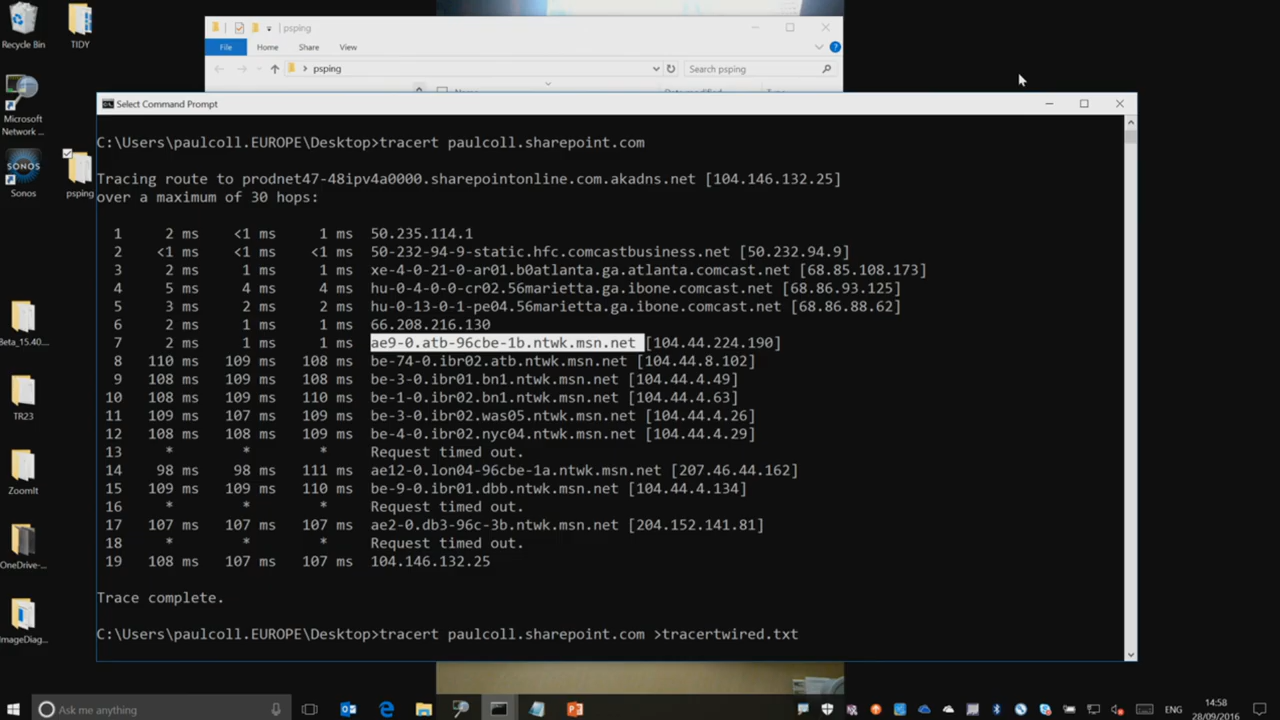 Recycle Bin
TIDY
psping
File Home Share View
psping
Search psping
Microsoft
Network ...
Select Command Prompt
C:\Users\paulcoll.EUROPE\Desktop>tracert paulcoll.sharepoint.com
Tracing route to prodnet47-48ipv4a0000.sharepointonline.com.akadns.net [104.146.132.25]
over a maximum of 30 hops:
1 2 ms <1 ms 1 ms 50.235.114.1
2 <1 ms <1 ms <1 ms 50-232-94-9-static.hfc.comcastbusiness.net [50.232.94.9]
3 2 ms 1 ms 1 ms xe-4-0-21-0-ar01.b0atlanta.ga.atlanta.comcast.net [68.85.108.173]
4 5 ms 4 ms 4 ms hu-0-4-0-0-cr02.56marietta.ga.ibone.comcast.net [68.86.93.125]
5 3 ms 2 ms 2 ms hu-0-13-0-1-pe04.56marietta.ga.ibone.comcast.net [68.86.88.62]
6 2 ms 1 ms 1 ms 66.208.216.130
7 2 ms 1 ms 1 ms ae9-0.atb-96cbe-1b.ntwk.msn.net [104.44.224.190]
8 110 ms 109 ms 108 ms be-74-0.ibr02.atb.ntwk.msn.net [104.44.8.102]
9 108 ms 109 ms 108 ms be-3-0.ibr01.bn1.ntwk.msn.net [104.44.4.49]
10 108 ms 109 ms 110 ms be-1-0.ibr02.bn1.ntwk.msn.net [104.44.4.63]
11 109 ms 107 ms 109 ms be-3-0.ibr02.was05.ntwk.msn.net [104.44.4.26]
12 108 ms 108 ms 109 ms be-4-0.ibr02.nyc04.ntwk.msn.net [104.44.4.29]
13 * * * Request timed out.
14 98 ms 98 ms 111 ms ae12-0.lon04-96cbe-1a.ntwk.msn.net [207.46.44.162]
15 109 ms 109 ms 110 ms be-9-0.ibr01.dbb.ntwk.msn.net [104.44.4.134]
16 * * * Request timed out.
17 107 ms 107 ms 107 ms ae2-0.db3-96c-3b.ntwk.msn.net [204.152.141.81]
18 * * * Request timed out.
19 108 ms 107 ms 107 ms 104.146.132.25
Trace complete.
C:\Users\paulcoll.EUROPE\Desktop>tracert paulcoll.sharepoint.com >tracertwired.txt
SONOS
Sonos
psping
Beta_15.40...
TR23
ZoomIt
OneDrive-...
ImageDiag...
Ask me anything
ENG
14:58
28/09/2016